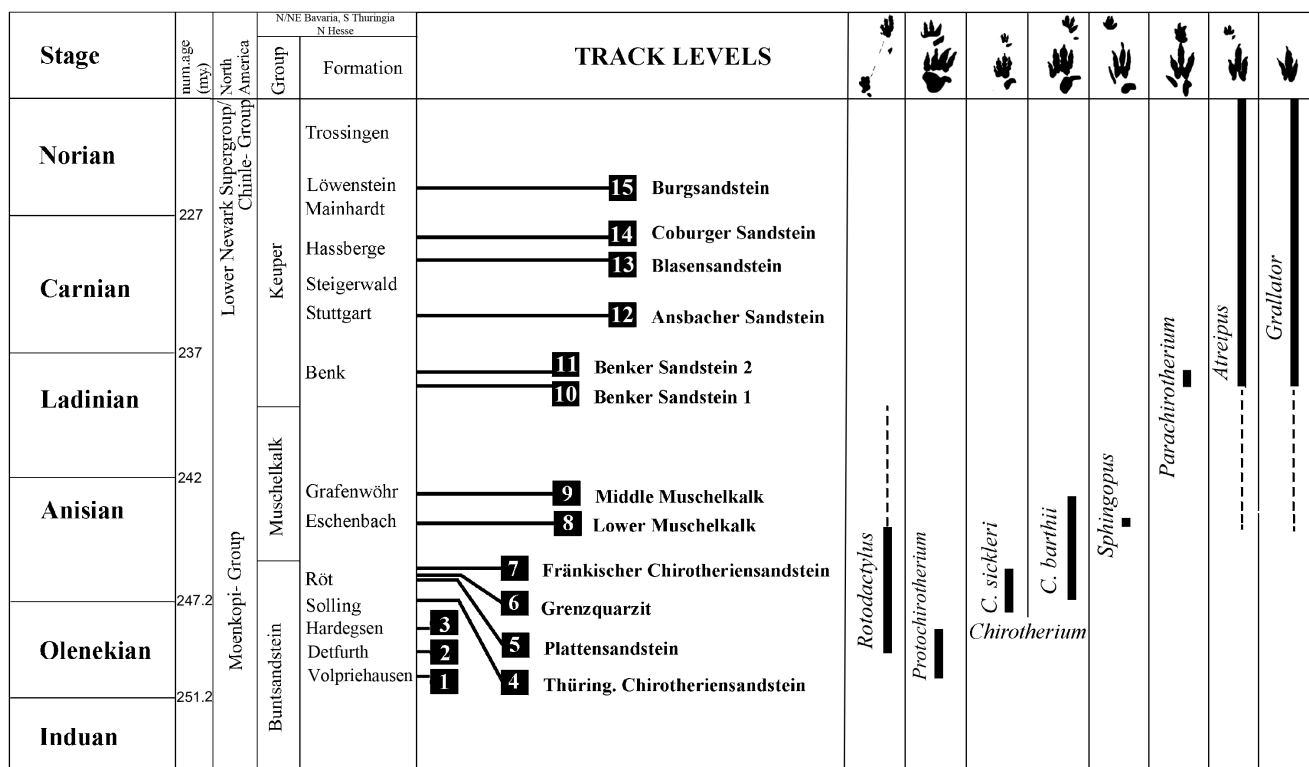 Stage
num.age
(my.)
North
America
N/NE Bavaria, S Thuringia
N Hesse
Group
Formation
TRACK LEVELS
Norian
Carnian
Ladinian
Anisian
Olenekian
Induan
227
237
242
247.2
251.2
Lower Newark Supergroup/
Chinle- Group
Moenkopi- Group
Keuper
Muschelkalk
Buntsandstein
Trossingen
Löwenstein
Mainhardt
Hassberge
Steigerwald
Stuttgart
Benk
Grafenwöhr
Eschenbach
Röt
Solling
Hardegsen
Detfurth
Volpriehausen
15 Burgsandstein
14 Coburger Sandstein
13 Blasensandstein
12 Ansbacher Sandstein
11 Benker Sandstein 2
10 Benker Sandstein 1
9 Middle Muschelkalk
8 Lower Muschelkalk
7 Fränkischer Chirotheriensandstein
6 Grenzquarzit
5 Plattensandstein
4 Thüring. Chirotheriensandstein
3
2
1
Rotodactylus
Protochirotherium
C. sickleri
C. barthii
Chirotherium
Sphingopus
Parachirotherium
Atreipus
Grallator